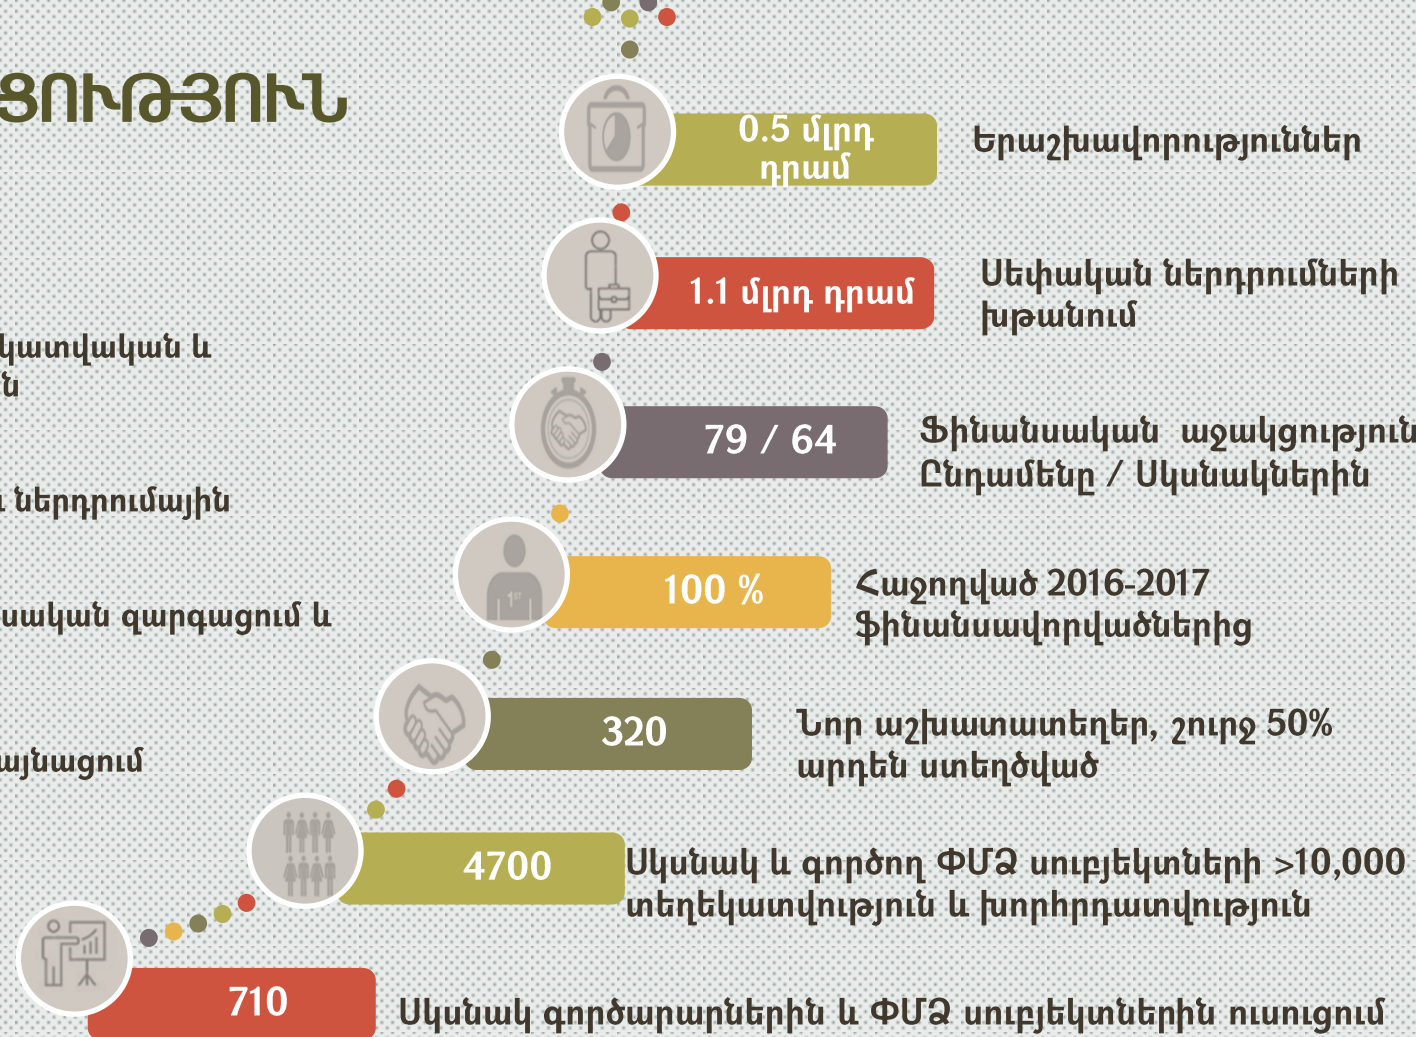 ՑՈՒԹՅՈՒՆ
կատվական և
ն
ւ ներդրումային
սական զարգացում և
այնացում
0.5 մլրդ
դրամ
Երաշխավորություններ
1.1 մլրդ դրամ
Սեփական ներդրումների
խթանում
79 / 64
Ֆինանսական աջակցություն
Ընդամենը / Սկսնակներին
1st
100 %
Հաջողված 2016-2017
ֆինանսավորվածներից
320
Նոր աշխատատեղեր, շուրջ 50%
արդեն ստեղծված
4700
Սկսնակ և գործող ՓՄՁ սուբյեկտների >10,000
տեղեկատվություն և խորհրդատվություն
710
Սկսնակ գործարարներին և ՓՄՁ սուբյեկտներին ուսուցում